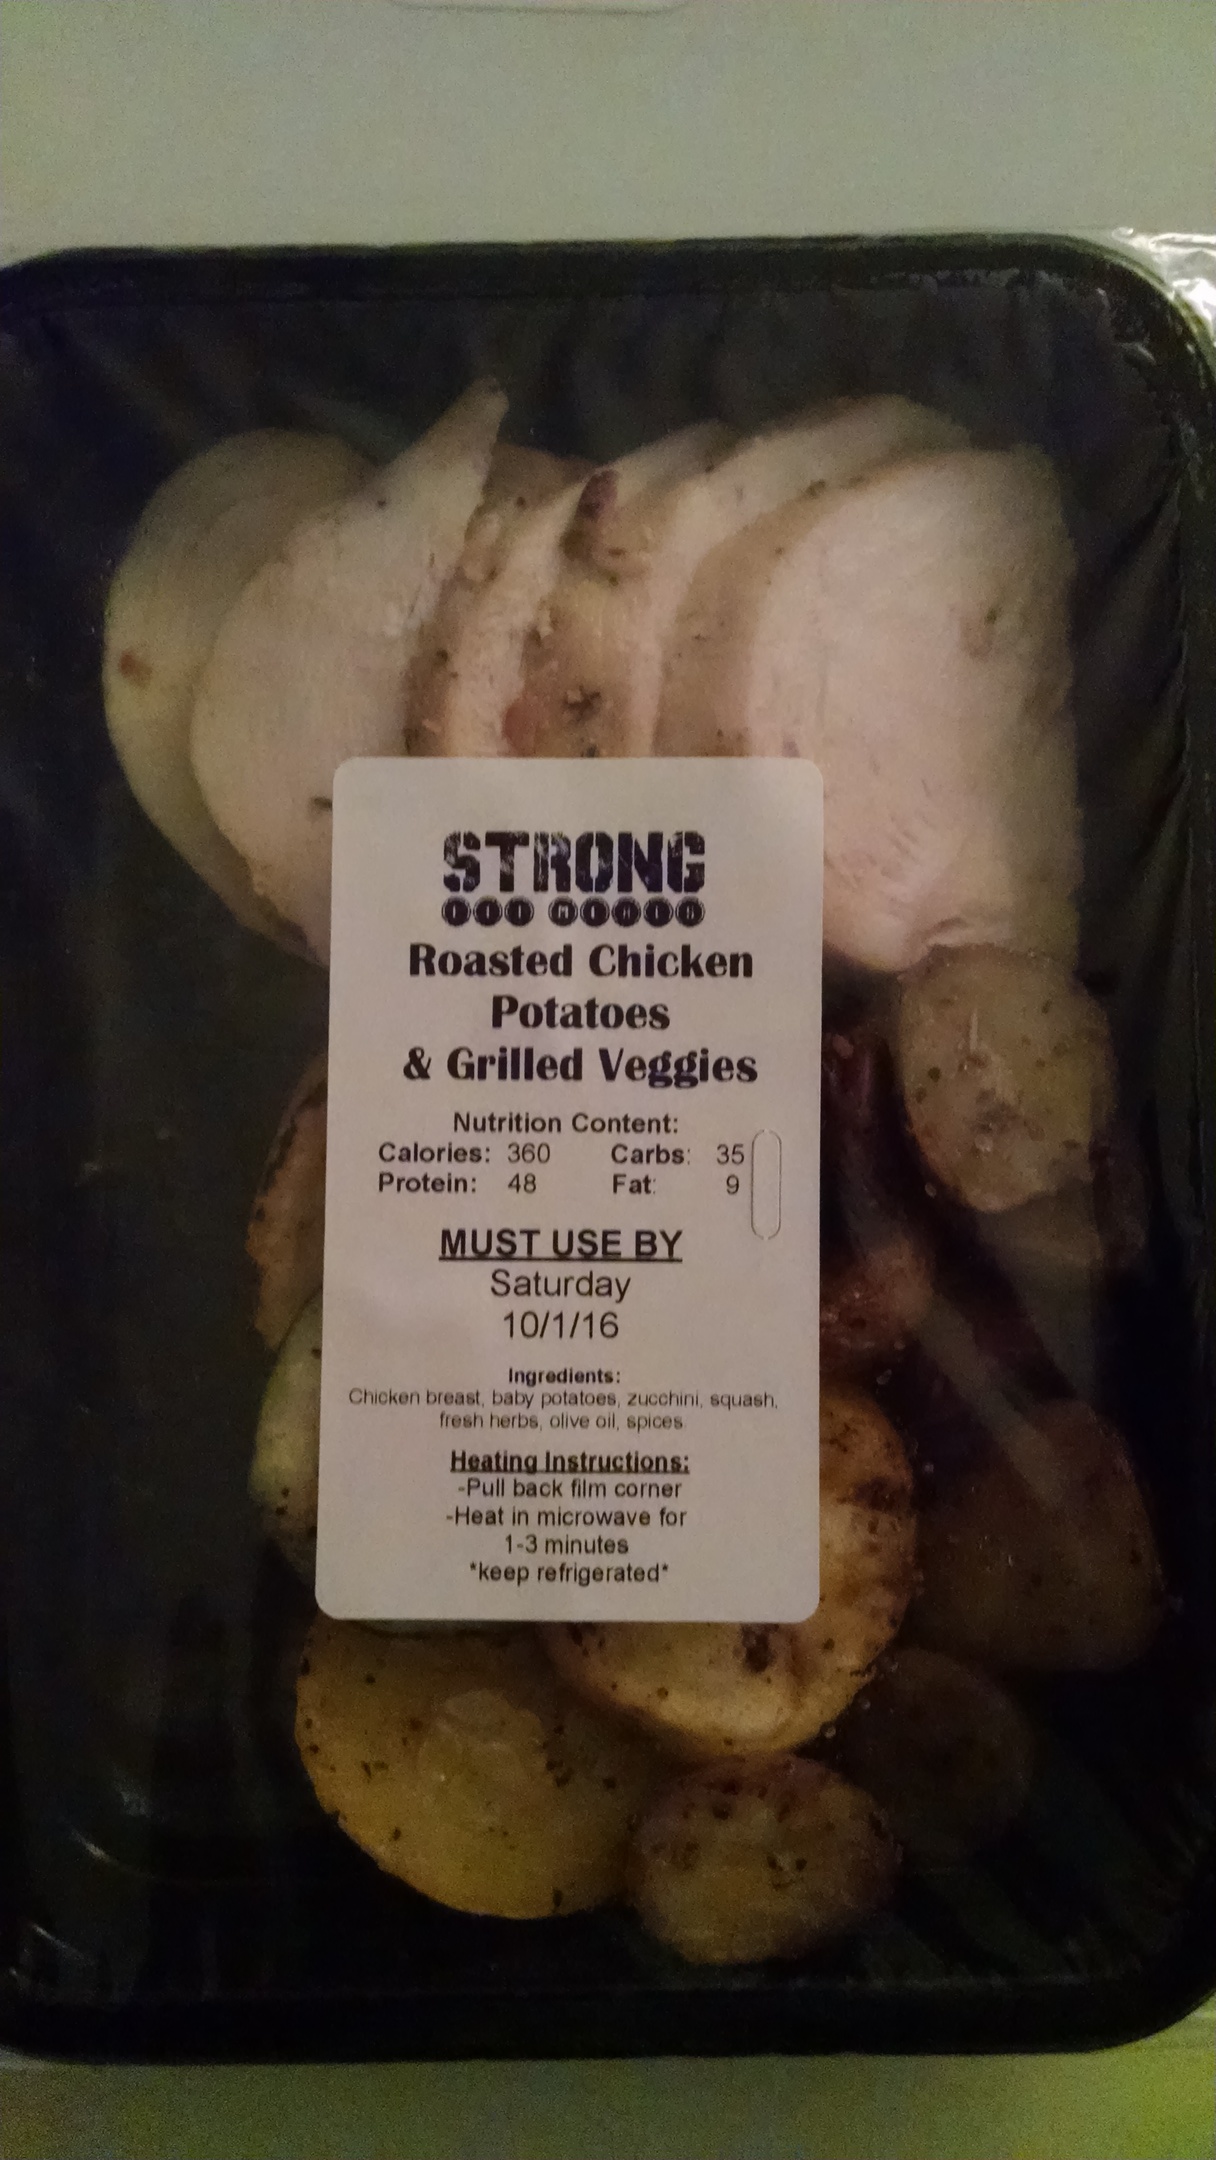 STRONG
Roasted Chicken
Potatoes
& Grilled Veggies
Nutrition Content:
Calories: 360 Carbs: 35
Protein: 48 Fat: 9
MUST USE BY
Saturday
10/1/16
Ingredients:
Chicken breast, baby potatoes, zucchini, squash,
fresh herbs, olive oil, spices
Heating Instructions:
-Pull back film corner
-Heat in microwave for
1-3 minutes
*keep refrigerated*